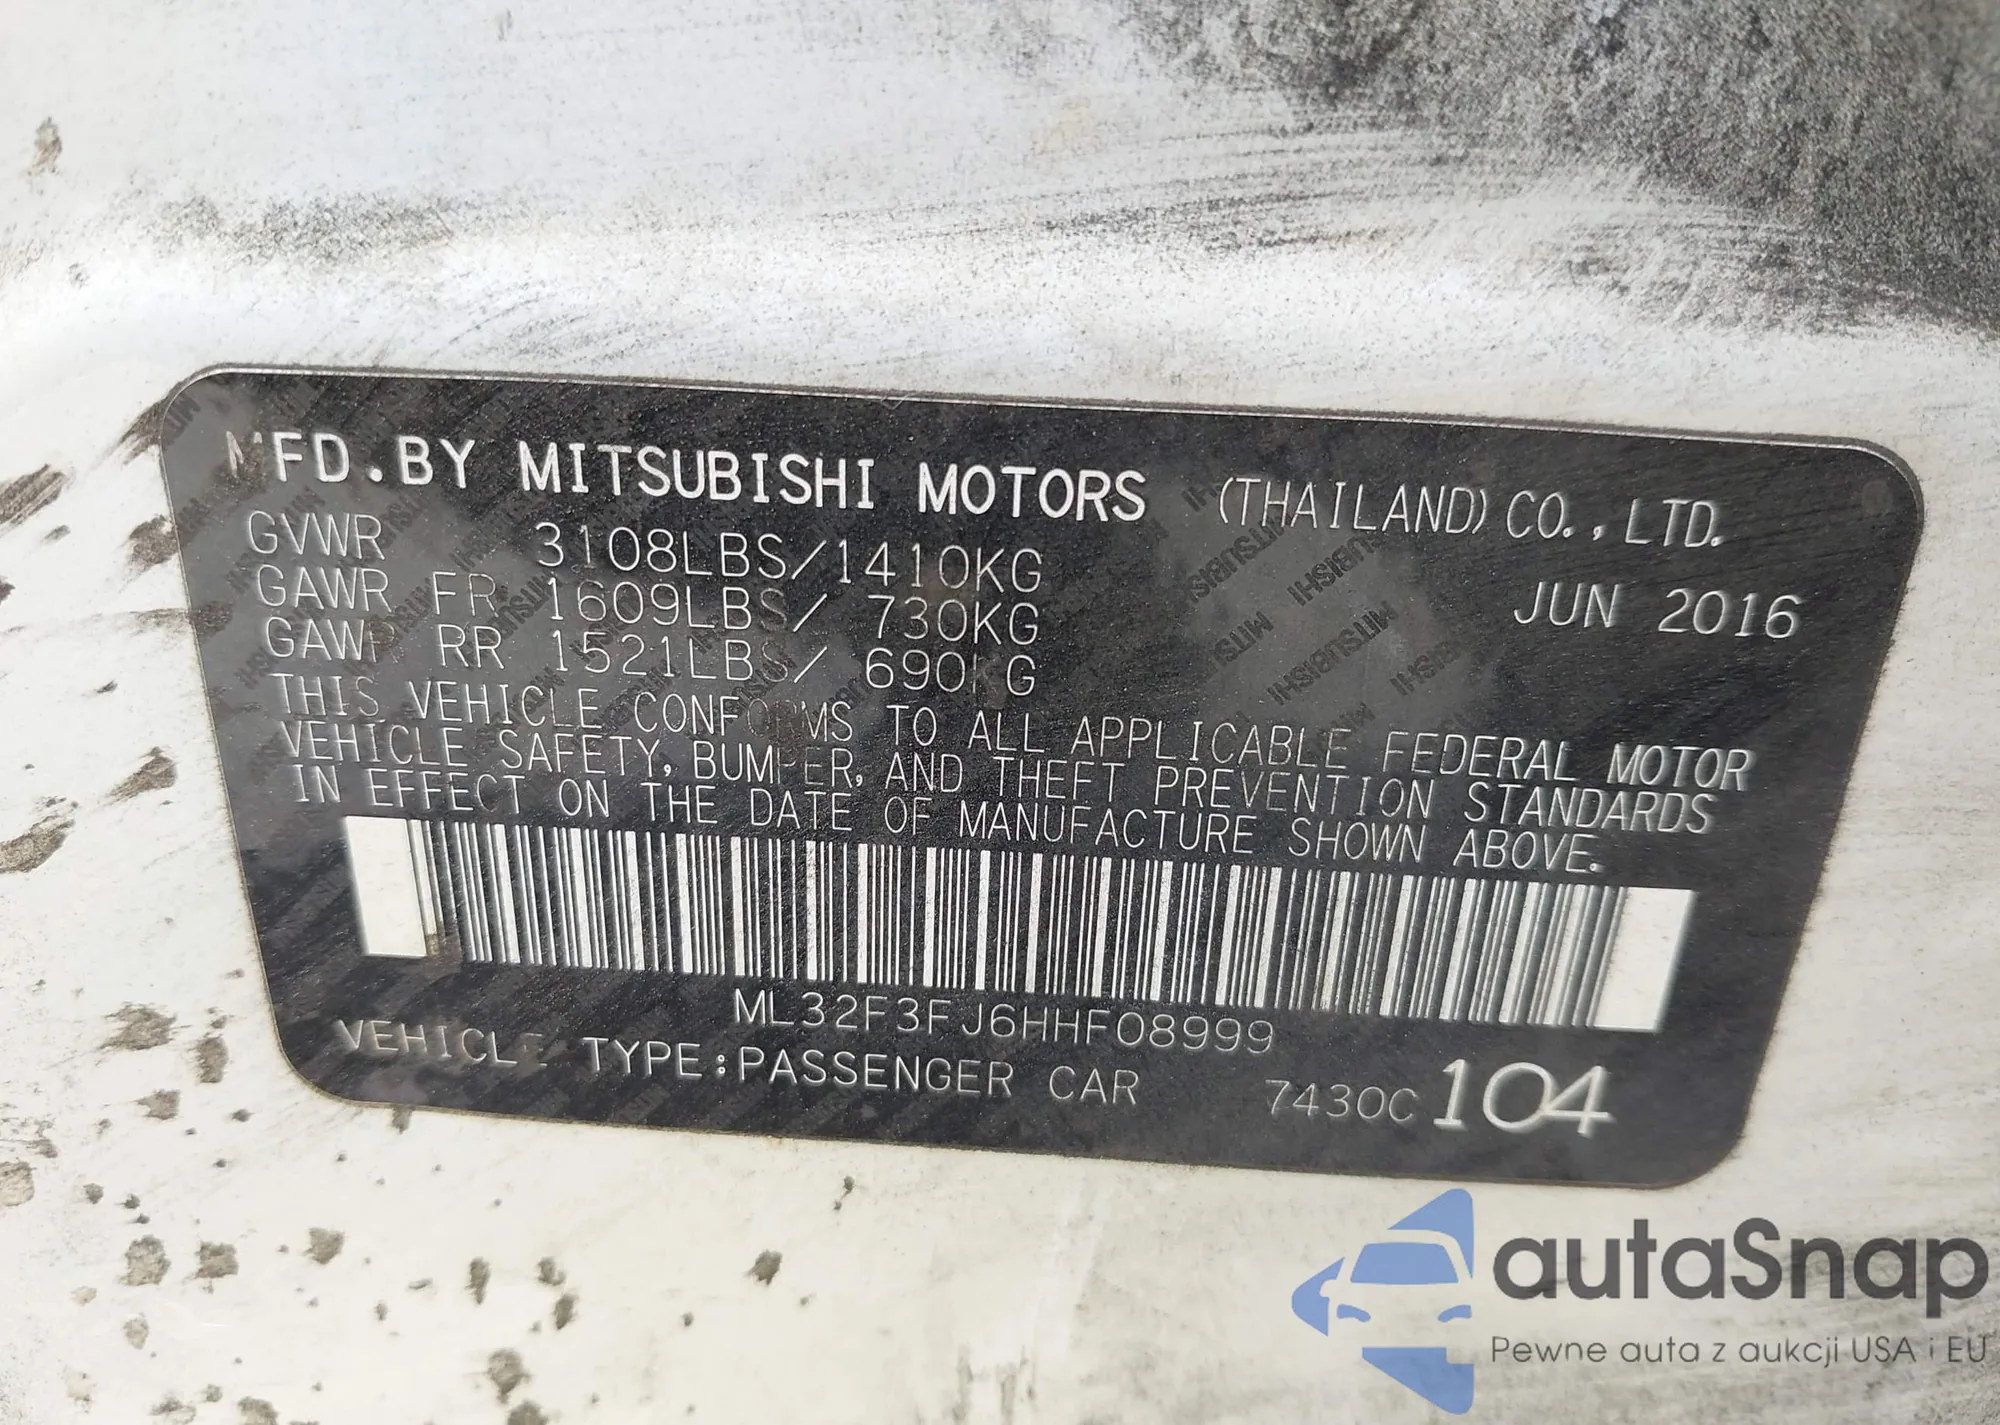 MFD.BY MITSUBISHI MOTORS (THAILAND) CO.,LTD.
GVWR 3108LBS/1410KG
GAWR FR 1609LBS/ 730KG JUN 2016
GAWR RR 1521LBS/ 690KG
THIS VEHICLE CONFORMS TO ALL APPLICABLE FEDERAL MOTOR
VEHICLE SAFETY, BUMPER, AND THEFT PREVENTION STANDARDS
IN EFFECT ON THE DATE OF MANUFACTURE SHOWN ABOVE.
ML32F3FJ6HHF08999
VEHICLE TYPE:PASSENGER CAR 7430C 104
autaSnap
Pewne auta z aukcji USA i EU